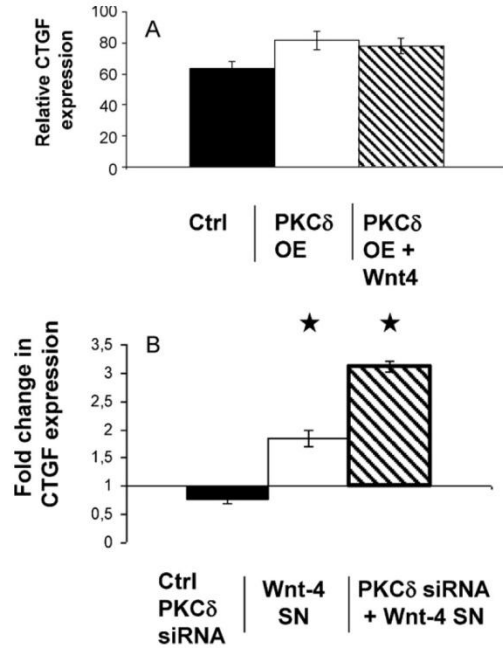 A
Relative CTGF
expression
100
80
60
40
20
0
Ctrl
PKCδ
OE
PKCδ
OE +
Wnt4
B
Fold change in
CTGF expression
3,5
3
2,5
2
1,5
1
0,5
0
★ ★
Ctrl
PKCδ
siRNA
Wnt-4
SN
PKCδ siRNA
+ Wnt-4 SN